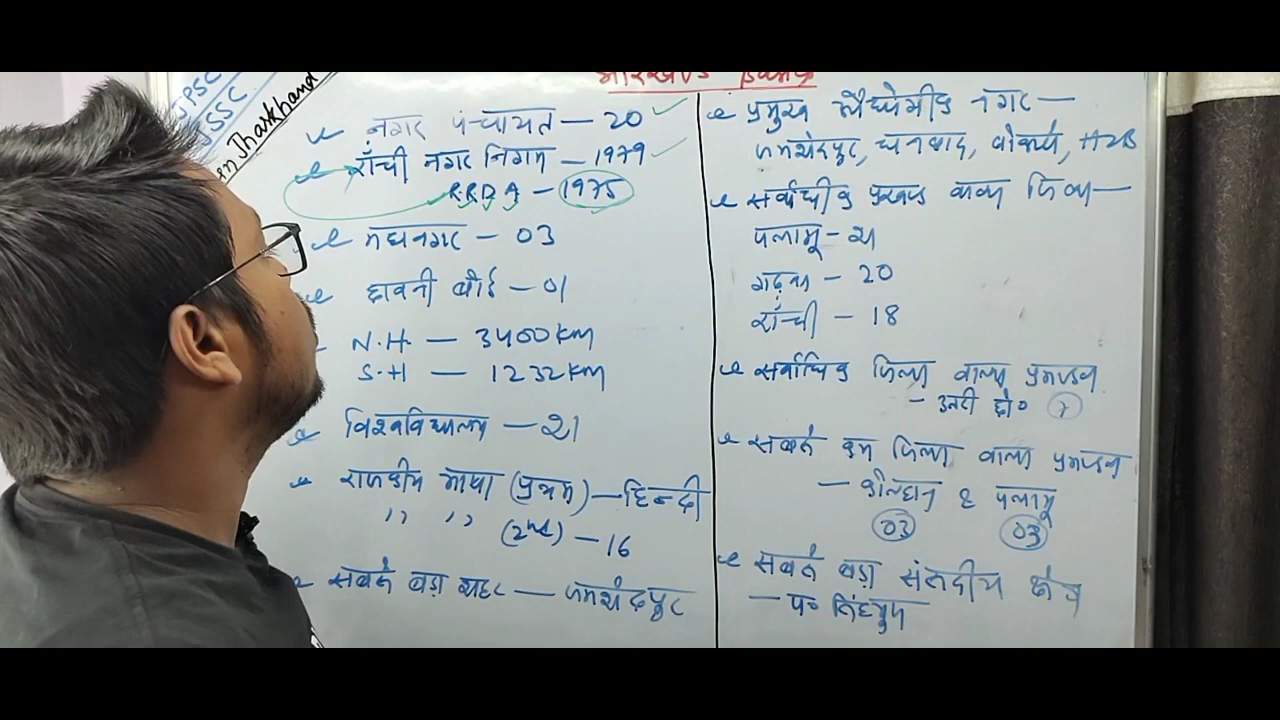 JPSC
JSSC
Jharkhand
झारखण्ड
नगर पंचायत — 20
राँची नगर निगम — 1979
RRDA — 1975
महानगर — 03
छावनी बोर्ड — 01
N.H. — 3400 km
S.H — 1232 km
विश्वविद्यालय — 21
राजकीय भाषा (प्रथम) — हिन्दी
,, ,, (2nd) — 16
सबसे बड़ा शहर — जमशेदपुर
प्रमुख औद्योगीक नगर —
जमशेदपुर, धनबाद, बोकारो, HZB
सर्वाधीक प्रखण्ड वाला जिला —
पलामू - 21
गढ़वा - 20
राँची - 18
सर्वाधिक जिला वाला प्रमण्डल
- उत्तरी छो०
सबसे कम जिला वाला प्रमण्डल
— कोल्हान & पलामू
03 03
सबसे बड़ा संसदीय क्षेत्र
— प० सिंहभूम